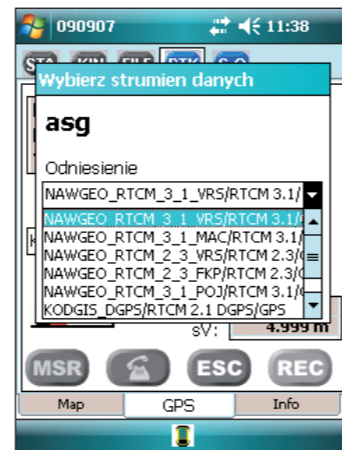 090907 11:38
STA KIN FILE RTK S-O
Wybierz strumien danych
asg
Odniesienie
NAWGEO_RTCM_3_1_VRS/RTCM 3.1/
NAWGEO_RTCM_3_1_VRS/RTCM 3.1/
NAWGEO_RTCM_3_1_MAC/RTCM 3.1/
NAWGEO_RTCM_2_3_VRS/RTCM 2.3/
NAWGEO_RTCM_2_3_FKP/RTCM 2.3/
NAWGEO_RTCM_3_1_POJ/RTCM 3.1/
KODGIS_DGPS/RTCM 2.1 DGPS/GPS
sV: 4.999 m
MSR ESC REC
Map GPS Info